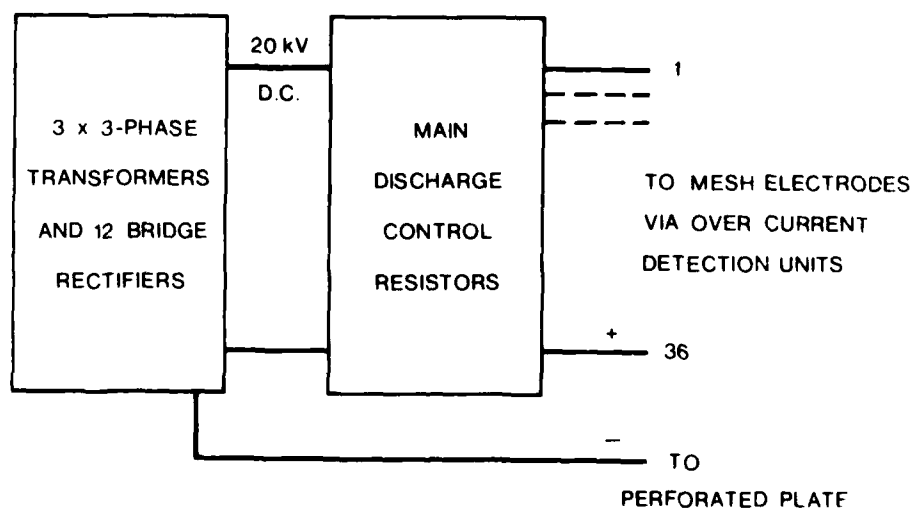 3 x 3-PHASE
TRANSFORMERS
AND 12 BRIDGE
RECTIFIERS
20 kV
D.C.
MAIN
DISCHARGE
CONTROL
RESISTORS
1
TO MESH ELECTRODES
VIA OVER CURRENT
DETECTION UNITS
+
36
–
TO
PERFORATED PLATE